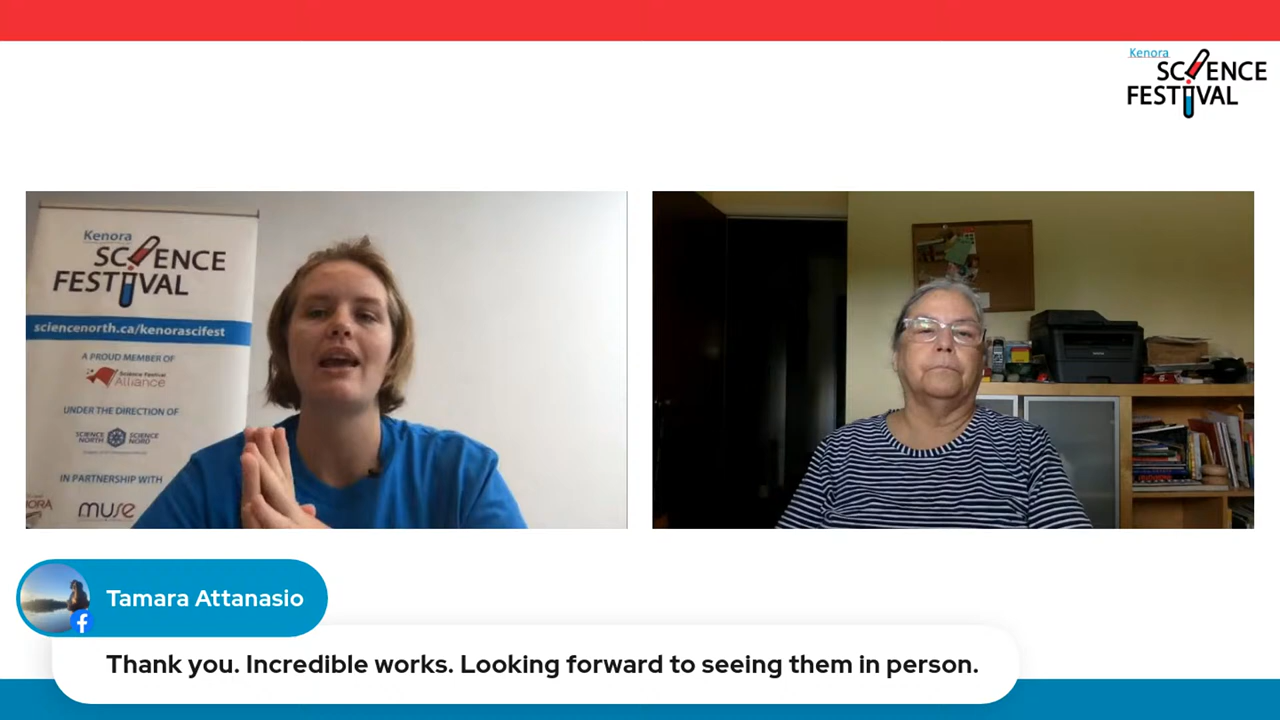 Kenora
SCIENCE
FESTIVAL
Kenora
SCIENCE
FESTIVAL
sciencenorth.ca/kenorascifest
A PROUD MEMBER OF
Science Festival
Alliance
UNDER THE DIRECTION OF
SCIENCE NORTH SCIENCE NORD
IN PARTNERSHIP WITH
muse
Tamara Attanasio
Thank you. Incredible works. Looking forward to seeing them in person.